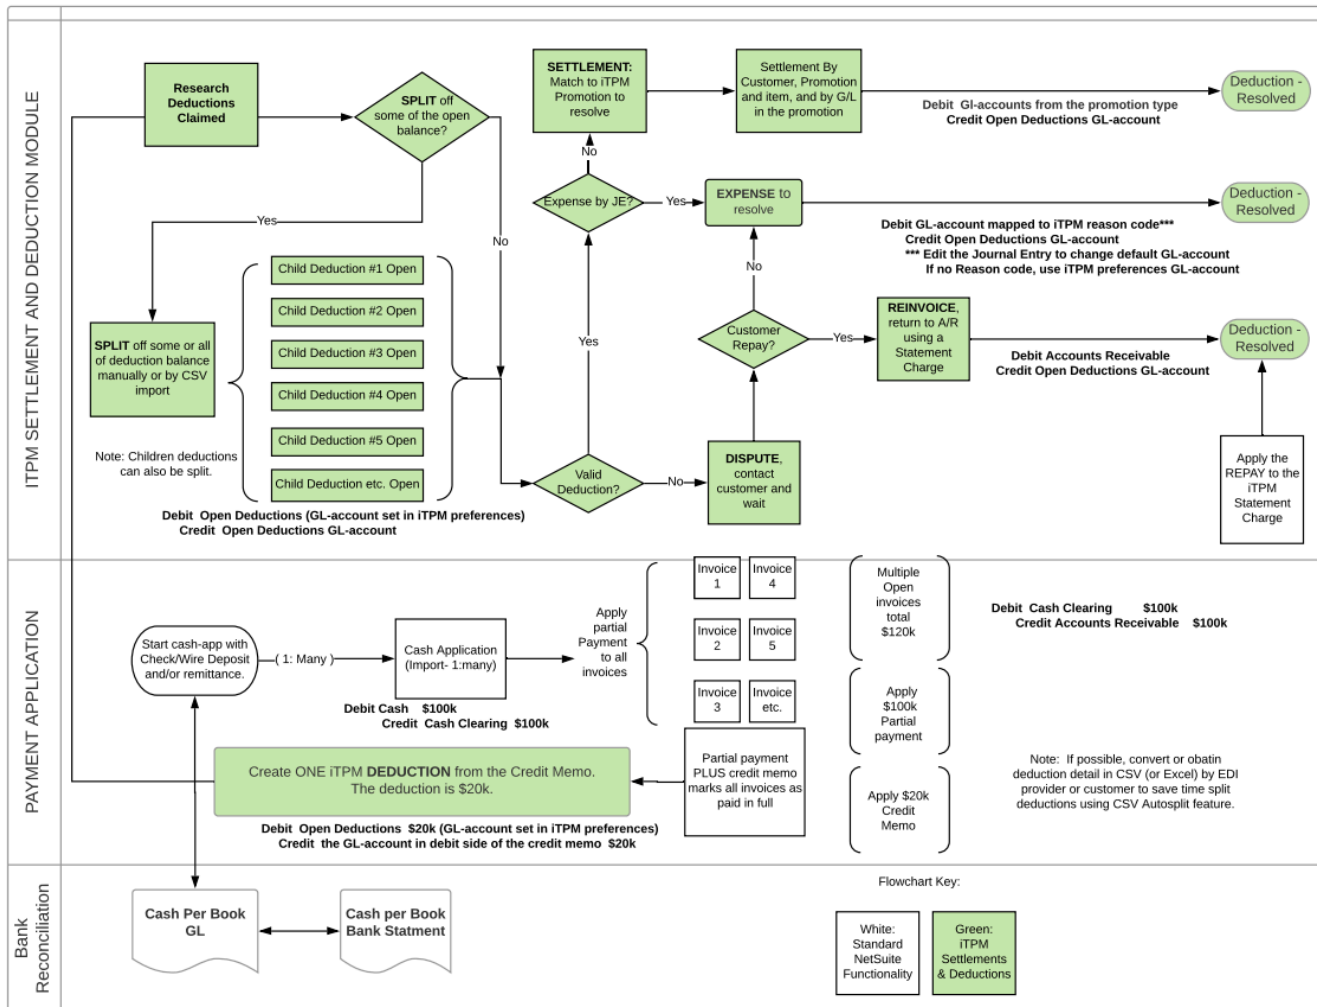 ITPM SETTLEMENT AND DEDUCTION MODULE
Research
Deductions
Claimed
SPLIT off
some of the open
balance?
Yes
No
SPLIT off some or all
of deduction balance
manually or by CSV
import
Note: Children deductions
can also be split.
Child Deduction #1 Open
Child Deduction #2 Open
Child Deduction #3 Open
Child Deduction #4 Open
Child Deduction #5 Open
Child Deduction etc. Open
Debit  Open Deductions (GL-account set in iTPM preferences)
Credit  Open Deductions GL-account
SETTLEMENT:
Match to iTPM
Promotion to
resolve
Settlement By
Customer, Promotion
and item, and by G/L
in the promotion
Debit  Gl-accounts from the promotion type
Credit Open Deductions GL-account
Deduction -
Resolved
No
Expense by JE?
Yes
EXPENSE to
resolve
Deduction -
Resolved
Debit GL-account mapped to iTPM reason code***
Credit Open Deductions GL-account
*** Edit the Journal Entry to change default GL-account
If no Reason code, use iTPM preferences GL-account
No
Yes
Customer
Repay?
Yes
REINVOICE,
return to A/R
using a
Statement
Charge
Debit Accounts Receivable
Credit Open Deductions GL-account
Deduction -
Resolved
Valid
Deduction?
No
DISPUTE,
contact
customer and
wait
Apply the
REPAY to the
iTPM
Statement
Charge
PAYMENT APPLICATION
Start cash-app with
Check/Wire Deposit
and/or remittance.
( 1: Many )
Cash Application
(Import- 1:many)
Debit Cash    $100k
Credit  Cash Clearing  $100k
Apply
partial
Payment
to all
invoices
Invoice
1
Invoice
4
Invoice
2
Invoice
5
Invoice
3
Invoice
etc.
Multiple
Open
invoices
total
$120k
Debit  Cash Clearing        $100k
Credit Accounts Receivable    $100k
Apply
$100k
Partial
payment
Create ONE iTPM DEDUCTION from the Credit Memo.
The deduction is $20k.
Partial payment
PLUS credit memo
marks all invoices as
paid in full
Apply $20k
Credit
Memo
Note:  If possible, convert or obatin
deduction detail in CSV (or Excel) by EDI
provider or customer to save time split
deductions using CSV Autosplit feature.
Debit  Open Deductions  $20k (GL-account set in iTPM preferences)
Credit  the GL-account in debit side of the credit memo  $20k
Bank
Reconciliation
Cash Per Book
GL
Cash per Book
Bank Statment
Flowchart Key:
White:
Standard
NetSuite
Functionality
Green:
iTPM
Settlements
& Deductions